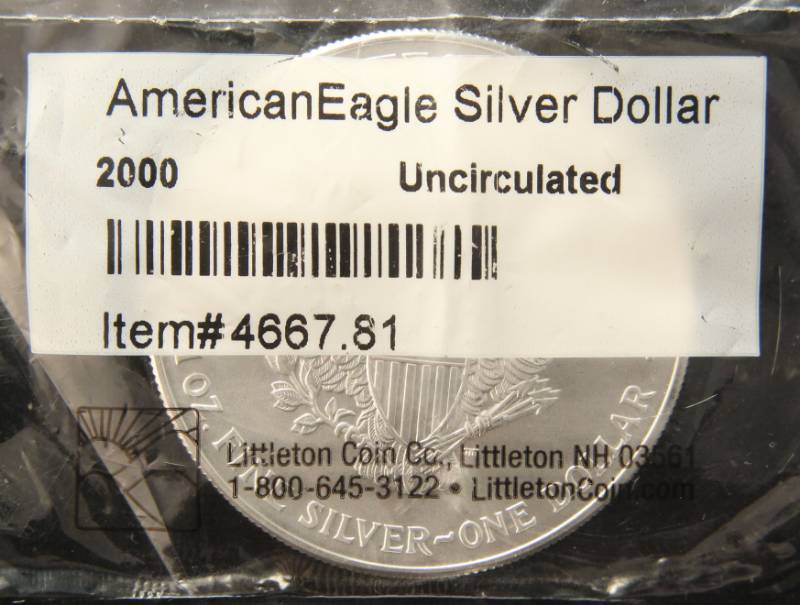 AmericanEagle Silver Dollar
2000 Uncirculated
Item#4667.81
Littleton Coin Co., Littleton NH 03561
1-800-645-3122 • LittletonCoin.com
1 OZ. FINE SILVER~ONE DOLLAR